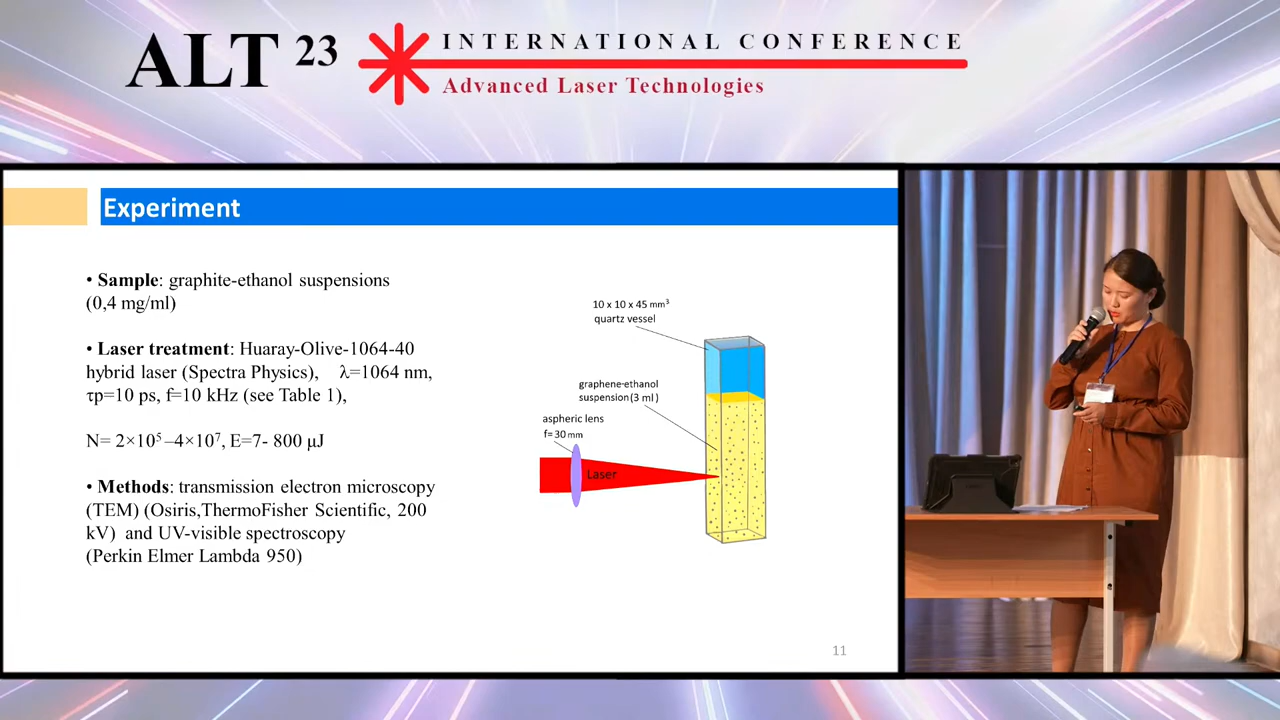 ALT 23
INTERNATIONAL CONFERENCE
Advanced Laser Technologies
Experiment
• Sample: graphite-ethanol suspensions
(0,4 mg/ml)
• Laser treatment: Huaray-Olive-1064-40
hybrid laser (Spectra Physics), λ=1064 nm,
τp=10 ps, f=10 kHz (see Table 1),
N= 2×10⁵ –4×10⁷, E=7- 800 μJ
• Methods: transmission electron microscopy
(TEM) (Osiris,ThermoFisher Scientific, 200
kV) and UV-visible spectroscopy
(Perkin Elmer Lambda 950)
10 x 10 x 45 mm³
quartz vessel
graphene-ethanol
suspension (3 ml )
aspheric lens
f= 30 mm
Laser
11